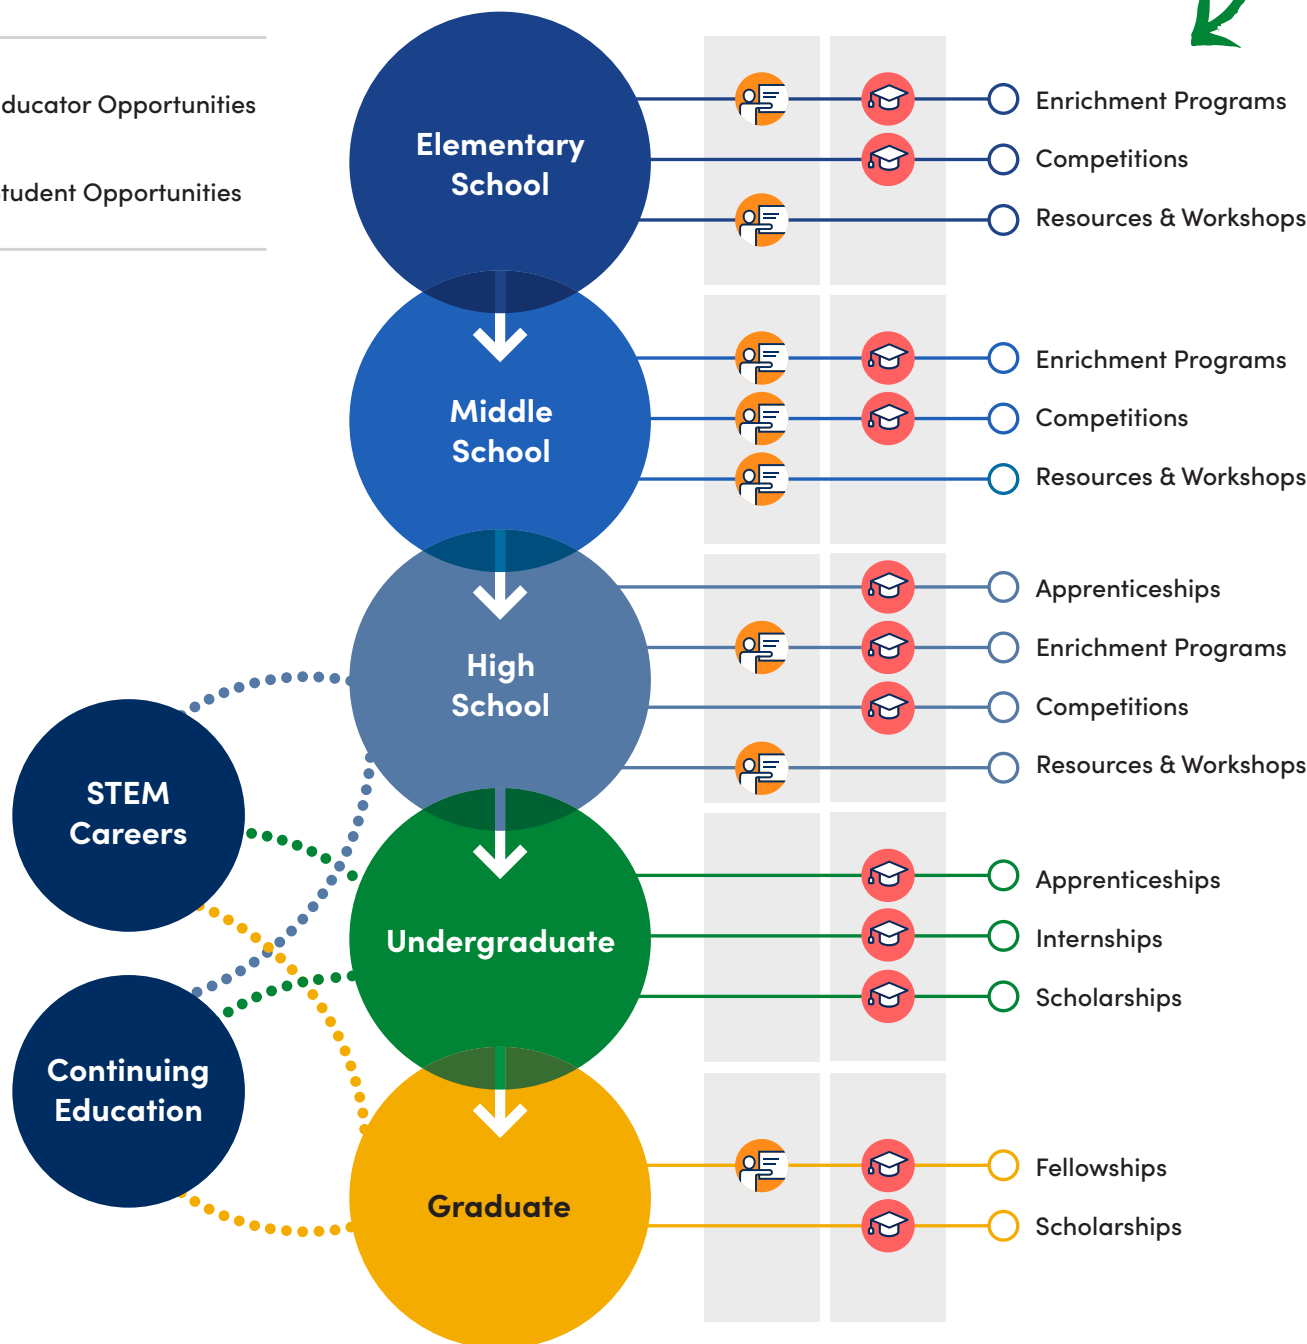 ducator Opportunities
tudent Opportunities
Elementary
School
Enrichment Programs
Competitions
Resources & Workshops
Middle
School
Enrichment Programs
Competitions
Resources & Workshops
High
School
Apprenticeships
Enrichment Programs
Competitions
Resources & Workshops
STEM
Careers
Undergraduate
Apprenticeships
Internships
Scholarships
Continuing
Education
Graduate
Fellowships
Scholarships